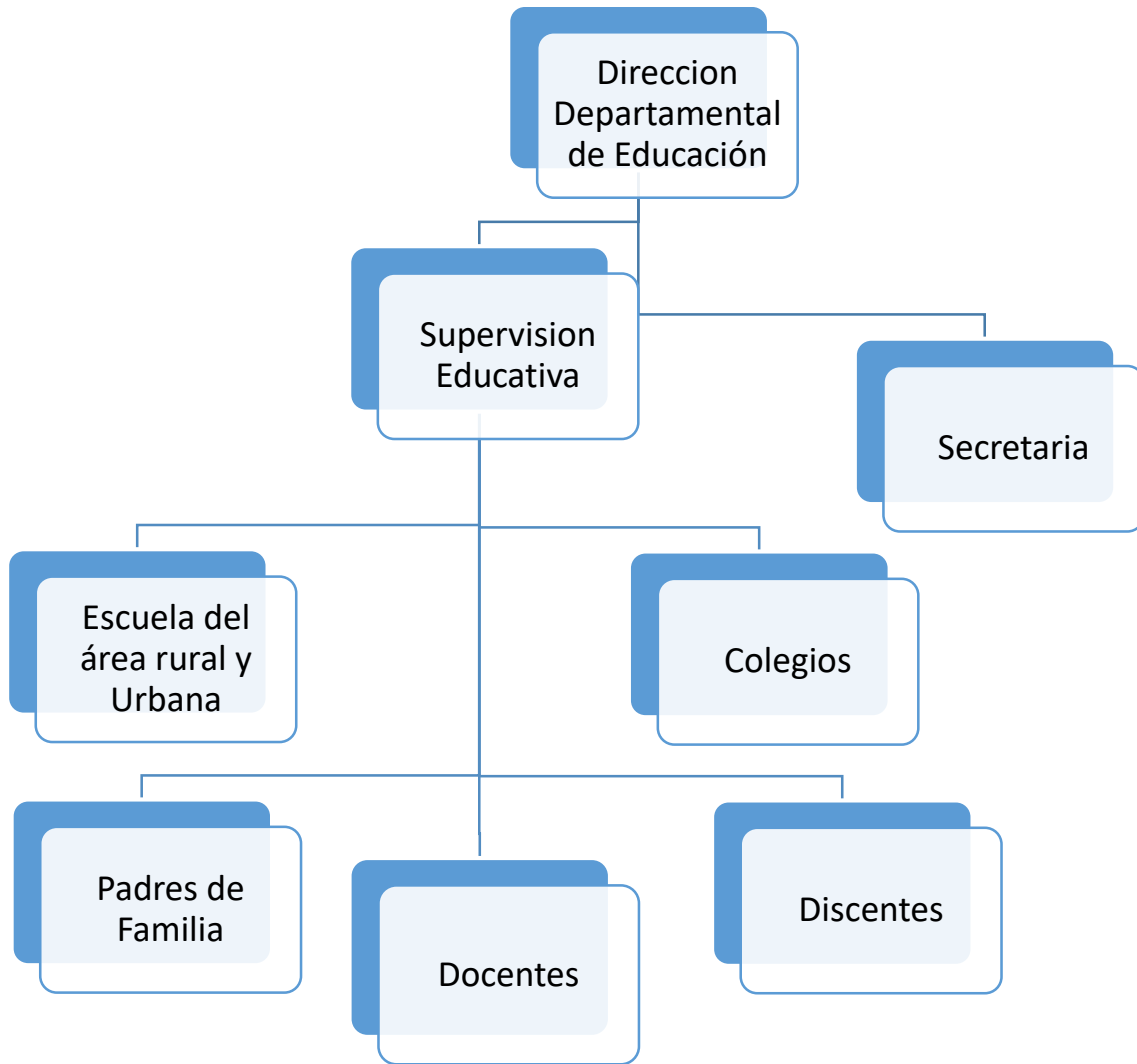 Direccion
Departamental
de Educación
Supervision
Educativa
Secretaria
Escuela del
área rural y
Urbana
Colegios
Padres de
Familia
Docentes
Discentes